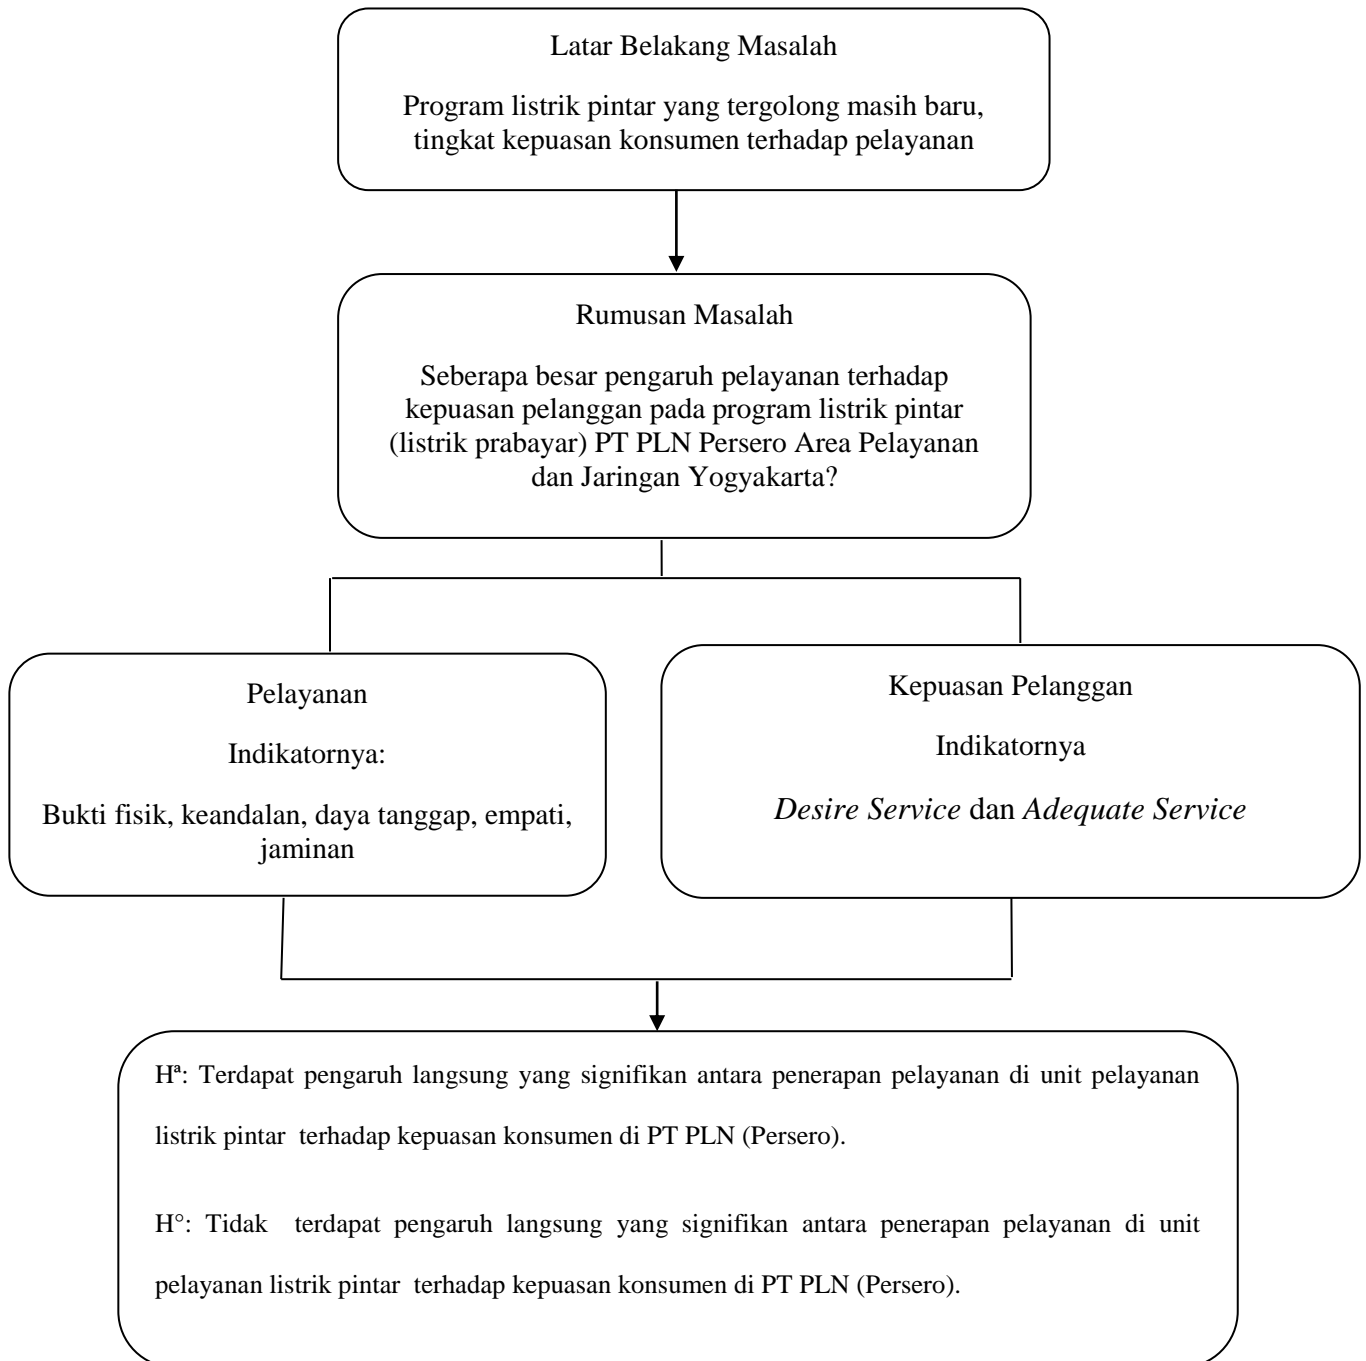 Latar Belakang Masalah
Program listrik pintar yang tergolong masih baru,
tingkat kepuasan konsumen terhadap pelayanan
Rumusan Masalah
Seberapa besar pengaruh pelayanan terhadap
kepuasan pelanggan pada program listrik pintar
(listrik prabayar) PT PLN Persero Area Pelayanan
dan Jaringan Yogyakarta?
Pelayanan
Indikatornya:
Bukti fisik, keandalan, daya tanggap, empati,
jaminan
Kepuasan Pelanggan
Indikatornya
Desire Service dan Adequate Service
Hª: Terdapat pengaruh langsung yang signifikan antara penerapan pelayanan di unit pelayanan
listrik pintar terhadap kepuasan konsumen di PT PLN (Persero).
H°: Tidak terdapat pengaruh langsung yang signifikan antara penerapan pelayanan di unit
pelayanan listrik pintar terhadap kepuasan konsumen di PT PLN (Persero).